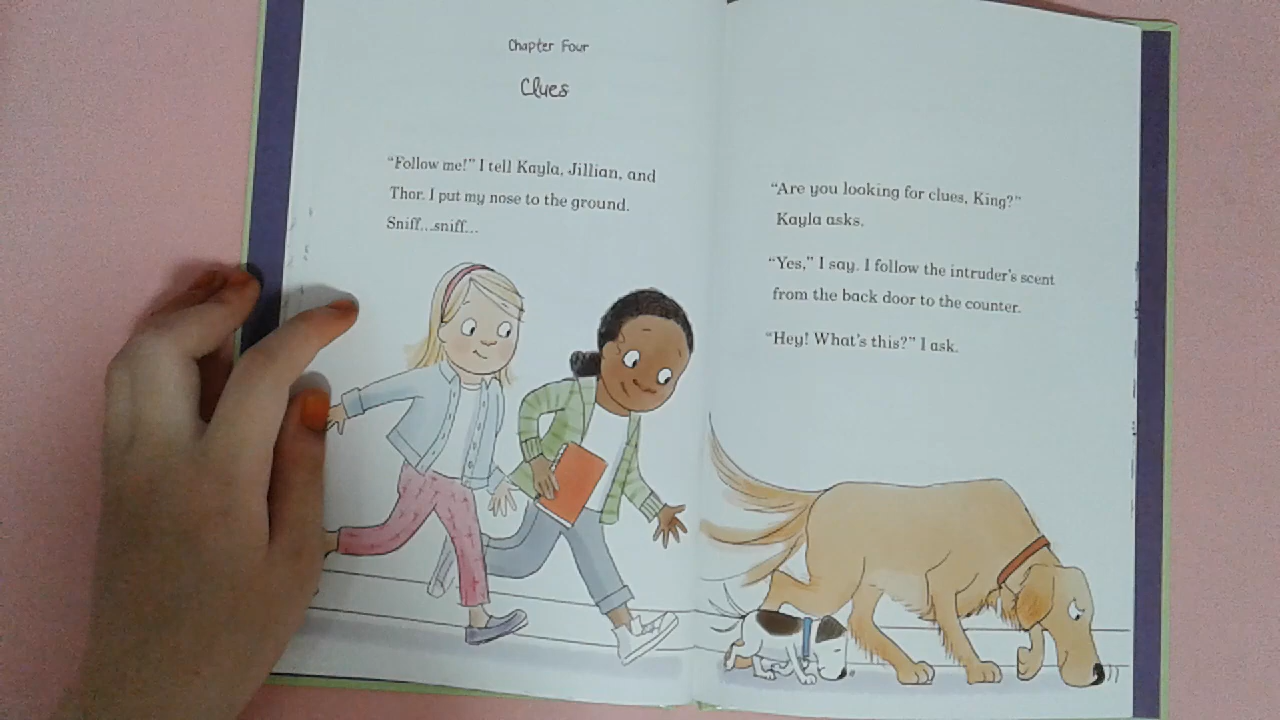 Chapter Four
Clues
“Follow me!” I tell Kayla, Jillian, and
Thor. I put my nose to the ground.
Sniff...sniff...
“Are you looking for clues, King?”
Kayla asks.
“Yes,” I say. I follow the intruder’s scent
from the back door to the counter.
“Hey! What’s this?” I ask.